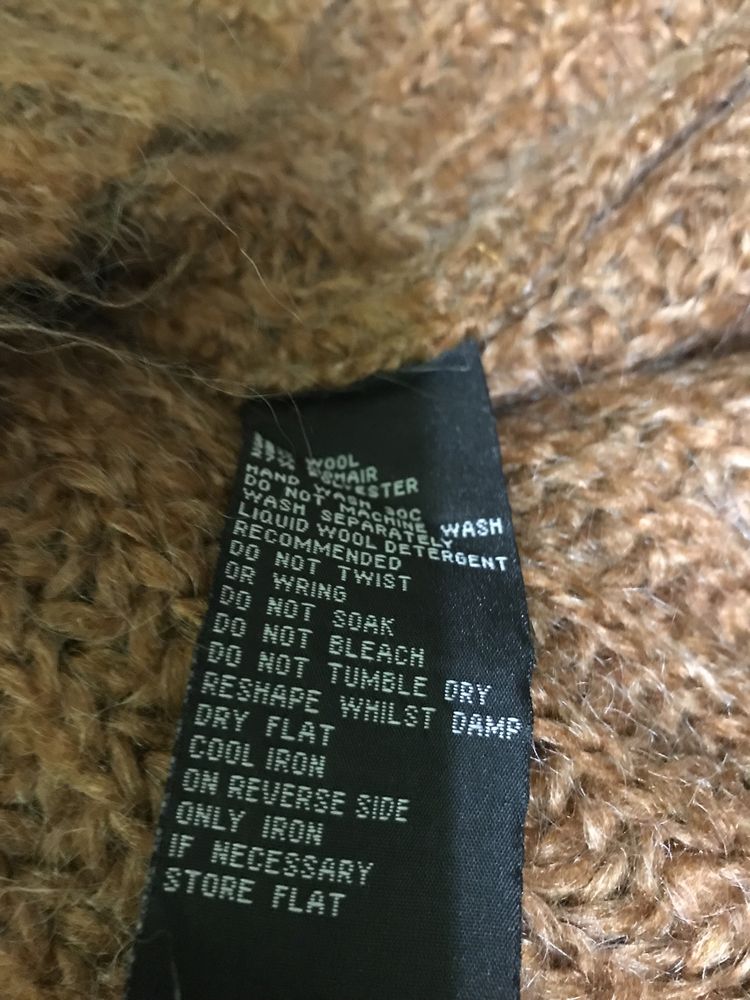 % WOOL
% MOHAIR
HAND WASH 30C
DO NOT MACHINE WASH
WASH SEPARATELY
LIQUID WOOL DETERGENT
RECOMMENDED
DO NOT TWIST
OR WRING
DO NOT SOAK
DO NOT BLEACH
DO NOT TUMBLE DRY
RESHAPE WHILST DAMP
DRY FLAT
COOL IRON
ON REVERSE SIDE
ONLY IRON
IF NECESSARY
STORE FLAT